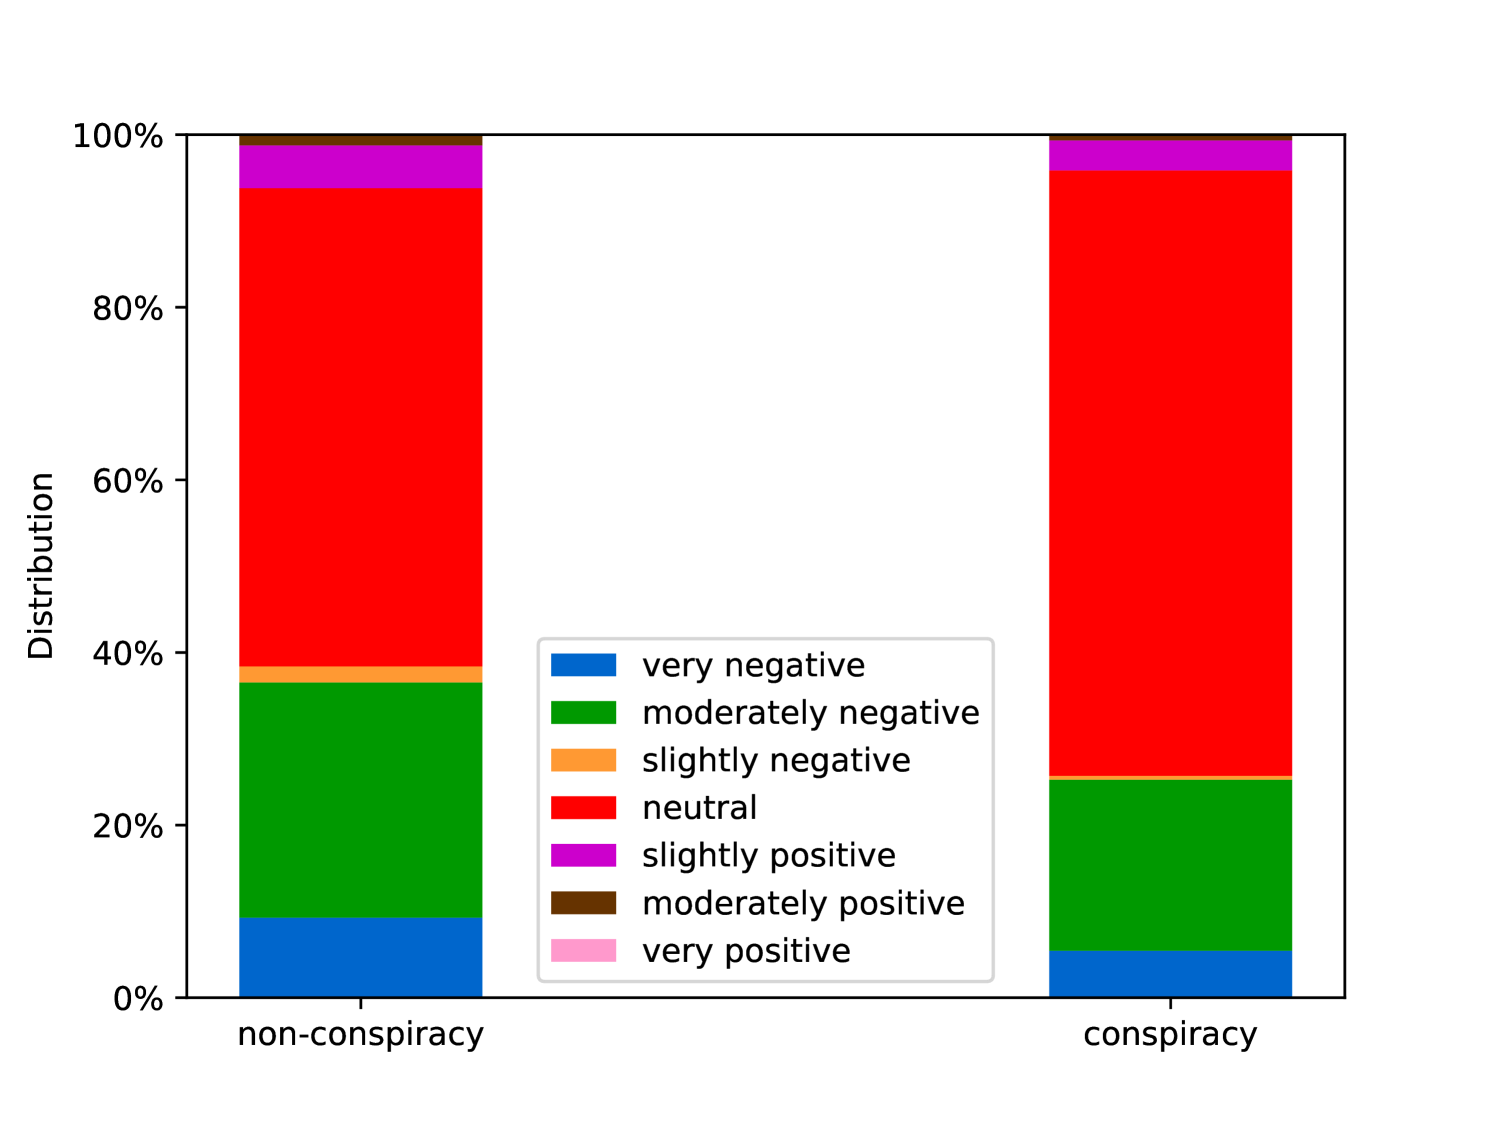 100%
80%
60%
40%
20%
0%
Distribution
very negative
moderately negative
slightly negative
neutral
slightly positive
moderately positive
very positive
non-conspiracy
conspiracy